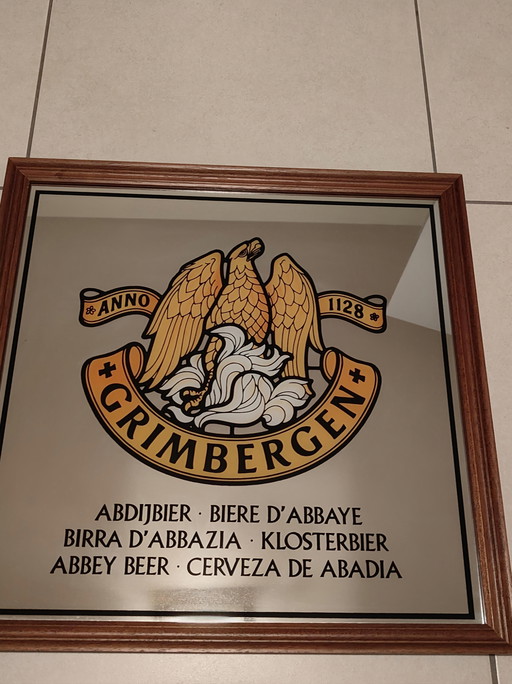 ANNO 1128
GRIMBERGEN
ABDIJBIER · BIERE D'ABBAYE
BIRRA D'ABBAZIA · KLOSTERBIER
ABBEY BEER · CERVEZA DE ABADIA